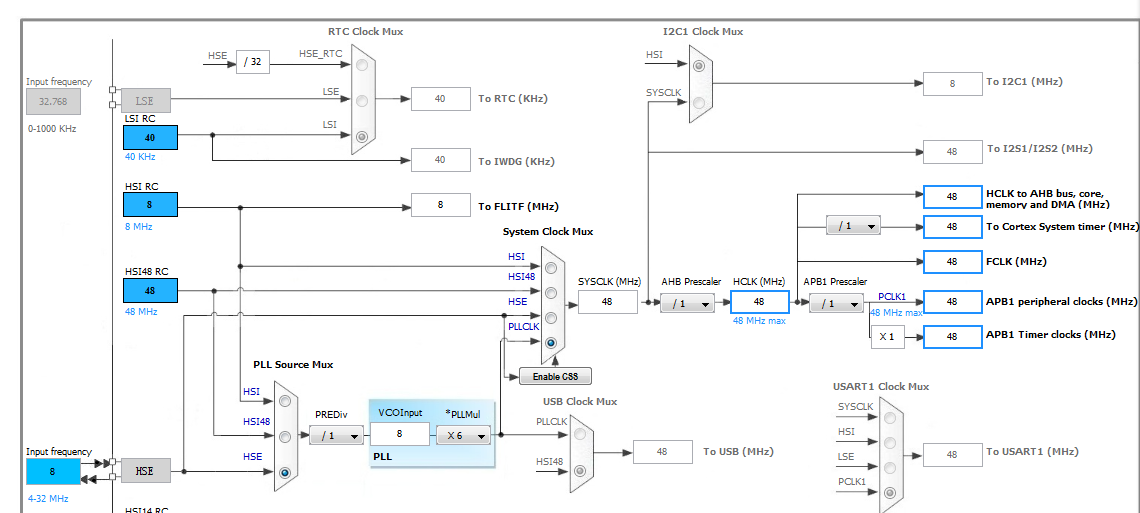 RTC Clock Mux
I2C1 Clock Mux
HSE
/ 32
HSE_RTC
HSI
Input frequency
32.768
0-1000 KHz
LSE
LSE
40
To RTC (KHz)
SYSCLK
8
To I2C1 (MHz)
LSI RC
40
40 KHz
LSI
40
To IWDG (KHz)
48
To I2S1/I2S2 (MHz)
HSI RC
8
8 MHz
8
To FLITF (MHz)
48
HCLK to AHB bus, core,
memory and DMA (MHz)
/ 1
48
To Cortex System timer (MHz)
System Clock Mux
HSI
48
FCLK (MHz)
HSI48 RC
48
48 MHz
HSI48
HSE
PLLCLK
SYSCLK (MHz)
48
AHB Prescaler
/ 1
HCLK (MHz)
48
48 MHz max
APB1 Prescaler
/ 1
PCLK1
48 MHz max
48
APB1 peripheral clocks (MHz)
X 1
48
APB1 Timer clocks (MHz)
Enable CSS
PLL Source Mux
HSI
HSI48
HSE
PREDiv
/ 1
VCOInput
8
*PLLMul
X 6
PLL
USB Clock Mux
PLLCLK
HSI48
48
To USB (MHz)
USART1 Clock Mux
SYSCLK
HSI
LSE
PCLK1
48
To USART1 (MHz)
Input frequency
8
4-32 MHz
HSE
HSI14 RC